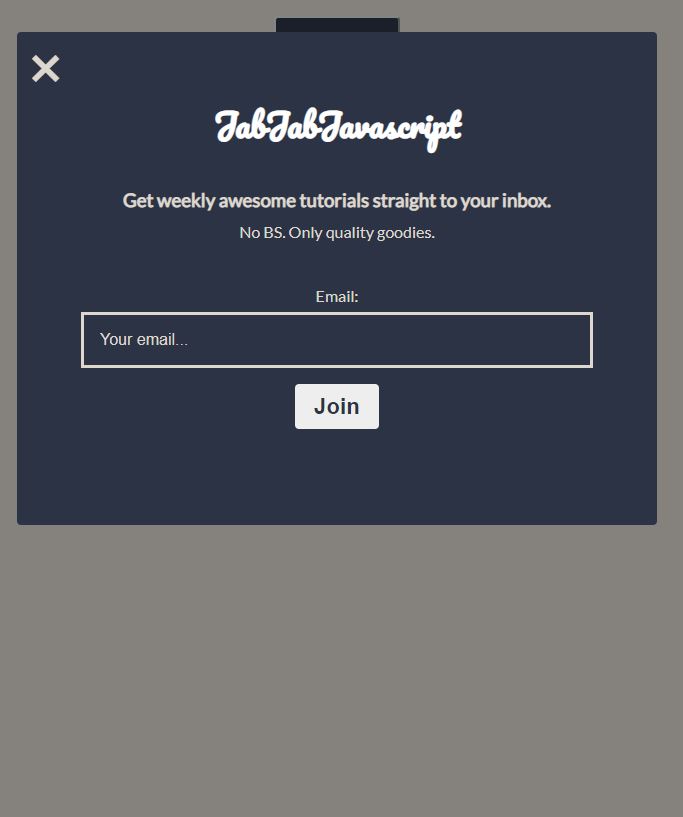 JabJabJavascript
Get weekly awesome tutorials straight to your inbox.
No BS. Only quality goodies.
Email:
Your email...
Join